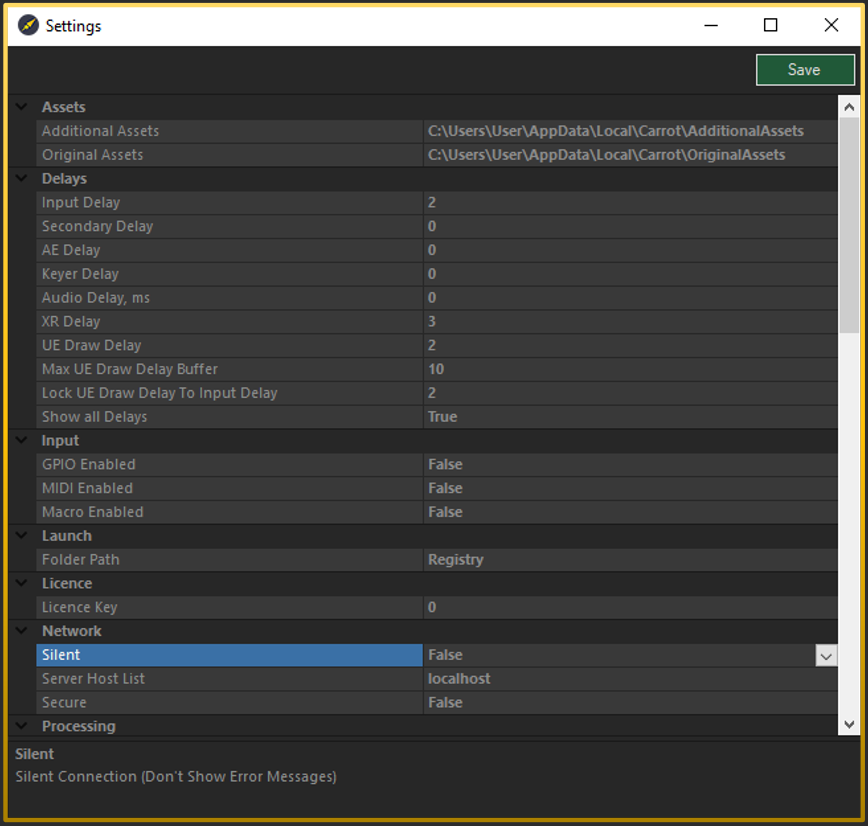 Settings
Save
Assets
Additional Assets C:\Users\User\AppData\Local\Carrot\AdditionalAssets
Original Assets C:\Users\User\AppData\Local\Carrot\OriginalAssets
Delays
Input Delay 2
Secondary Delay 0
AE Delay 0
Keyer Delay 0
Audio Delay, ms 0
XR Delay 3
UE Draw Delay 2
Max UE Draw Delay Buffer 10
Lock UE Draw Delay To Input Delay 2
Show all Delays True
Input
GPIO Enabled False
MIDI Enabled False
Macro Enabled False
Launch
Folder Path Registry
Licence
Licence Key 0
Network
Silent False
Server Host List localhost
Secure False
Processing
Silent
Silent Connection (Don't Show Error Messages)